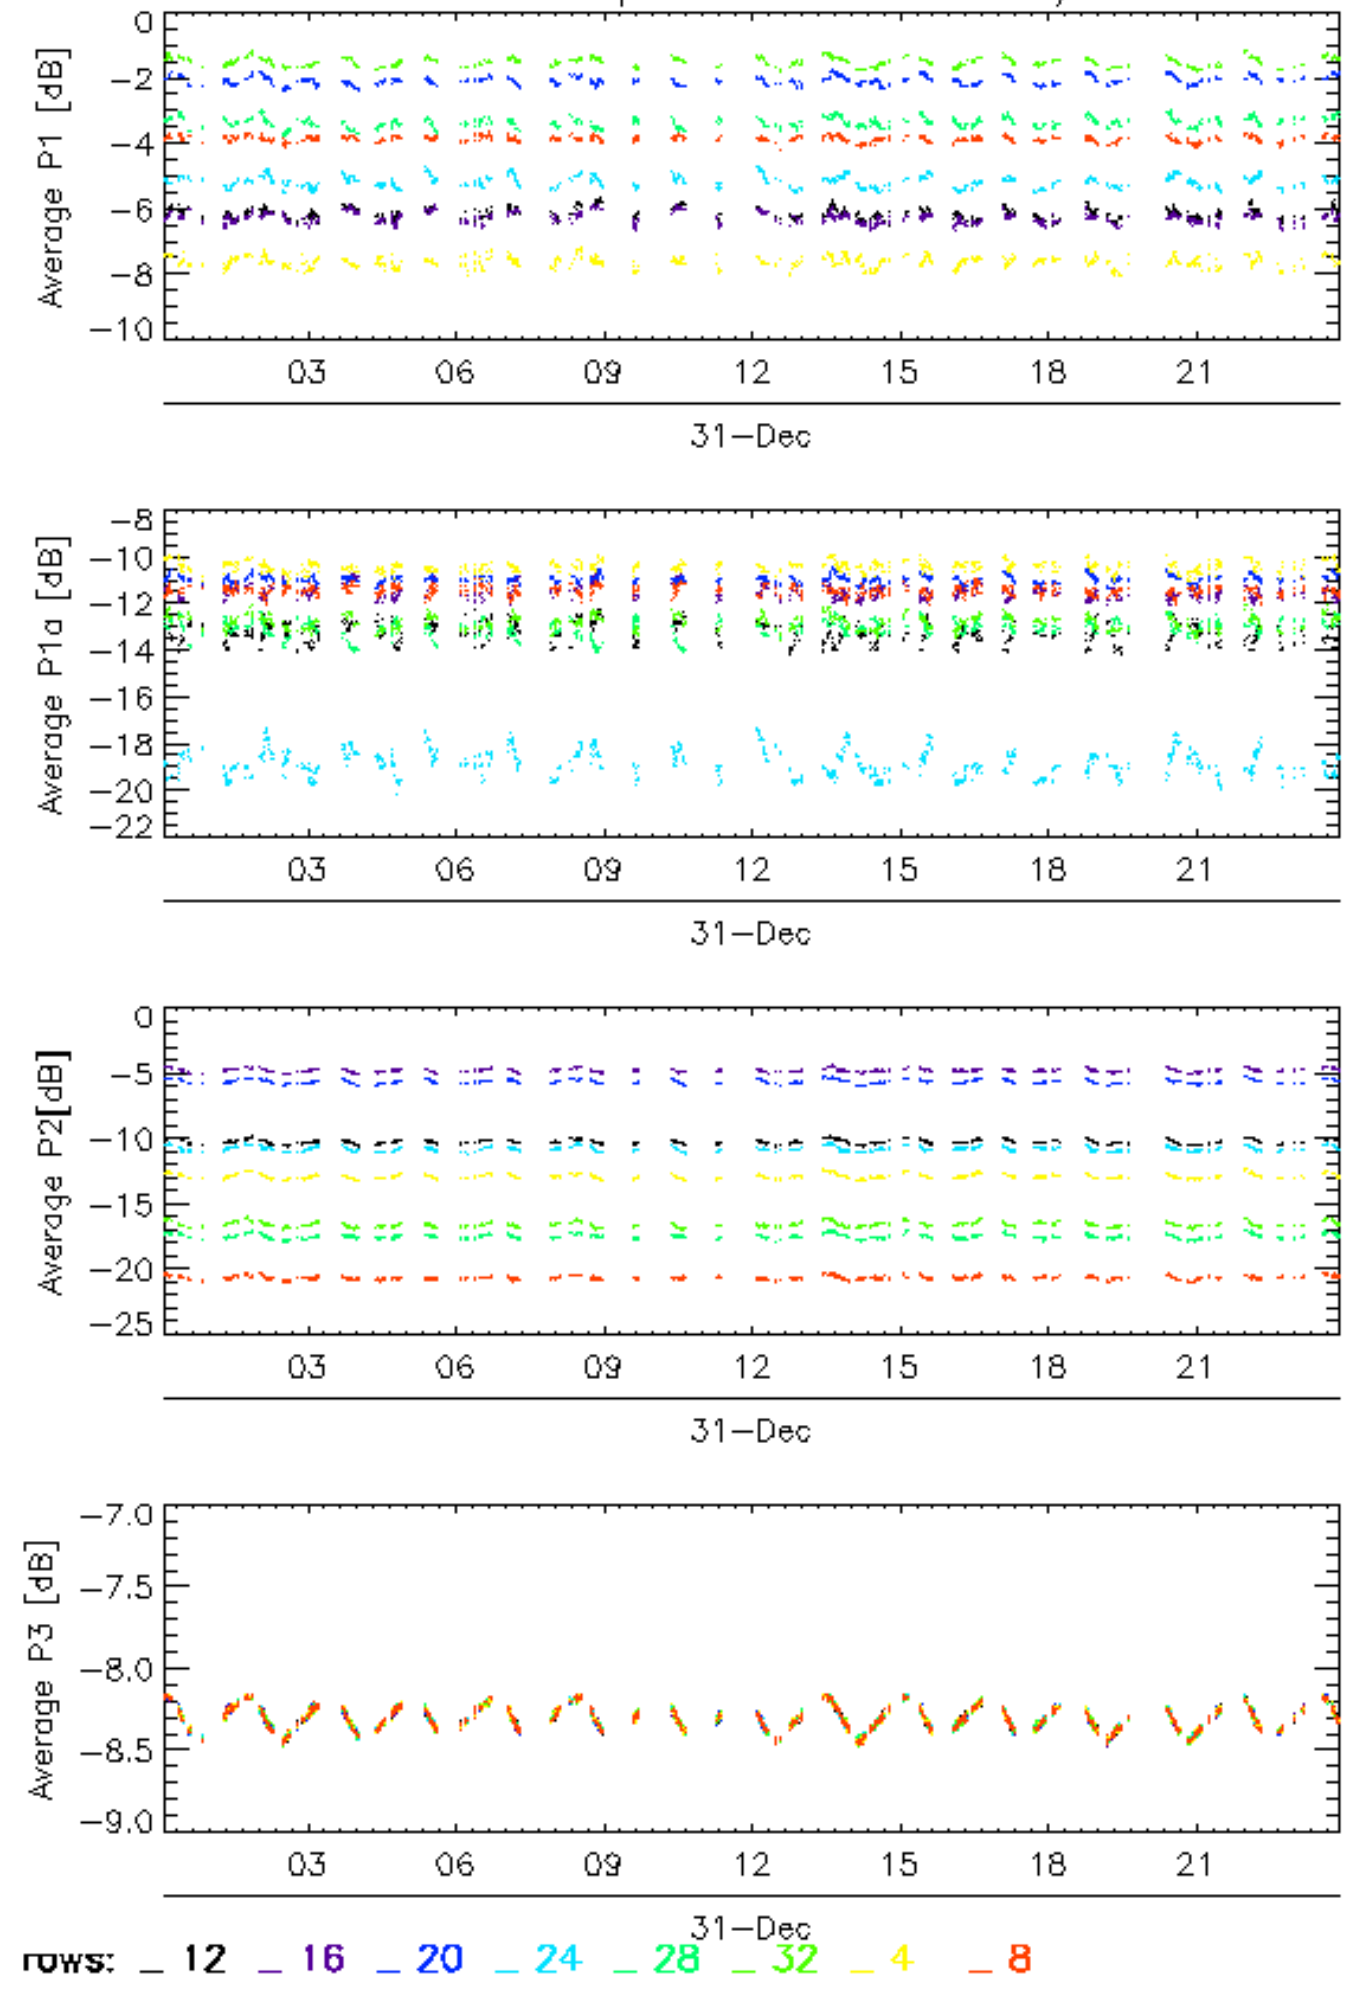 0
−2
−4
−6
−8
−10
Average P1 [dB]
03 06 09 12 15 18 21
31−Dec
−8
−10
−12
−14
−16
−18
−20
−22
Average P1a [dB]
03 06 09 12 15 18 21
31−Dec
0
−5
−10
−15
−20
−25
Average P2[dB]
03 06 09 12 15 18 21
31−Dec
−7.0
−7.5
−8.0
−8.5
−9.0
Average P3 [dB]
03 06 09 12 15 18 21
31−Dec
rows: _ 12 _ 16 _ 20 _ 24 _ 28 _ 32 _ 4 _ 8